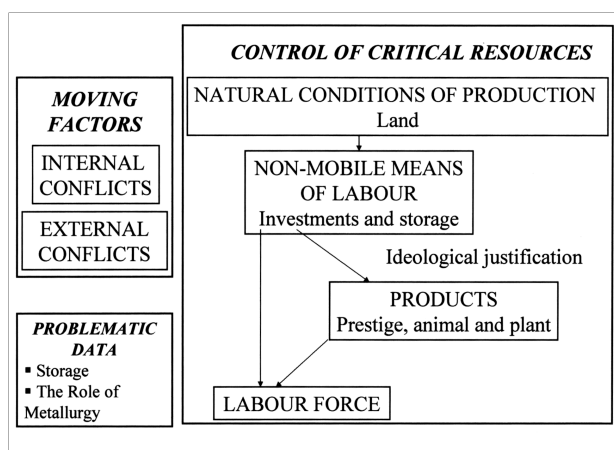 MOVING
FACTORS
INTERNAL
CONFLICTS
EXTERNAL
CONFLICTS
PROBLEMATIC
DATA
▪ Storage
▪ The Role of
Metallurgy
CONTROL OF CRITICAL RESOURCES
NATURAL CONDITIONS OF PRODUCTION
Land
NON-MOBILE MEANS
OF LABOUR
Investments and storage
Ideological justification
PRODUCTS
Prestige, animal and plant
LABOUR FORCE